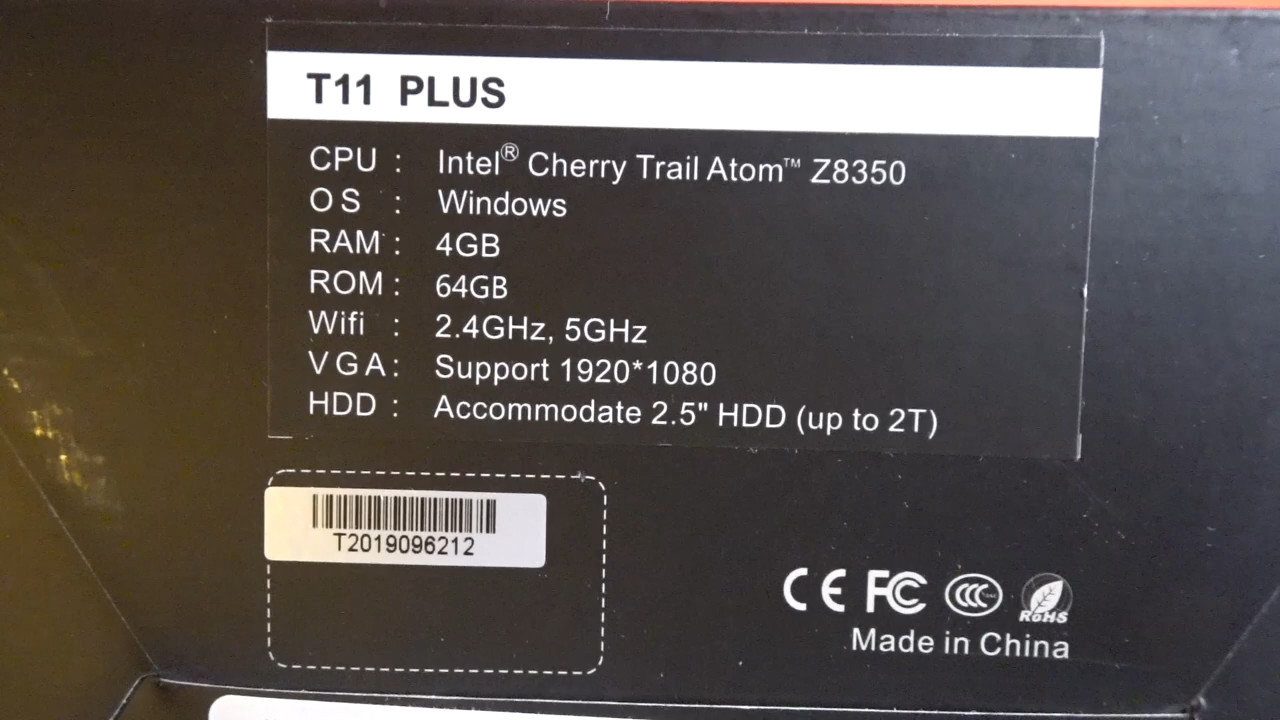 T11 PLUS
CPU : Intel® Cherry Trail Atom™ Z8350
OS : Windows
RAM : 4GB
ROM : 64GB
Wifi : 2.4GHz, 5GHz
VGA : Support 1920*1080
HDD : Accommodate 2.5" HDD (up to 2T)
T2019096212
CE FC CCC RoHS
Made in China